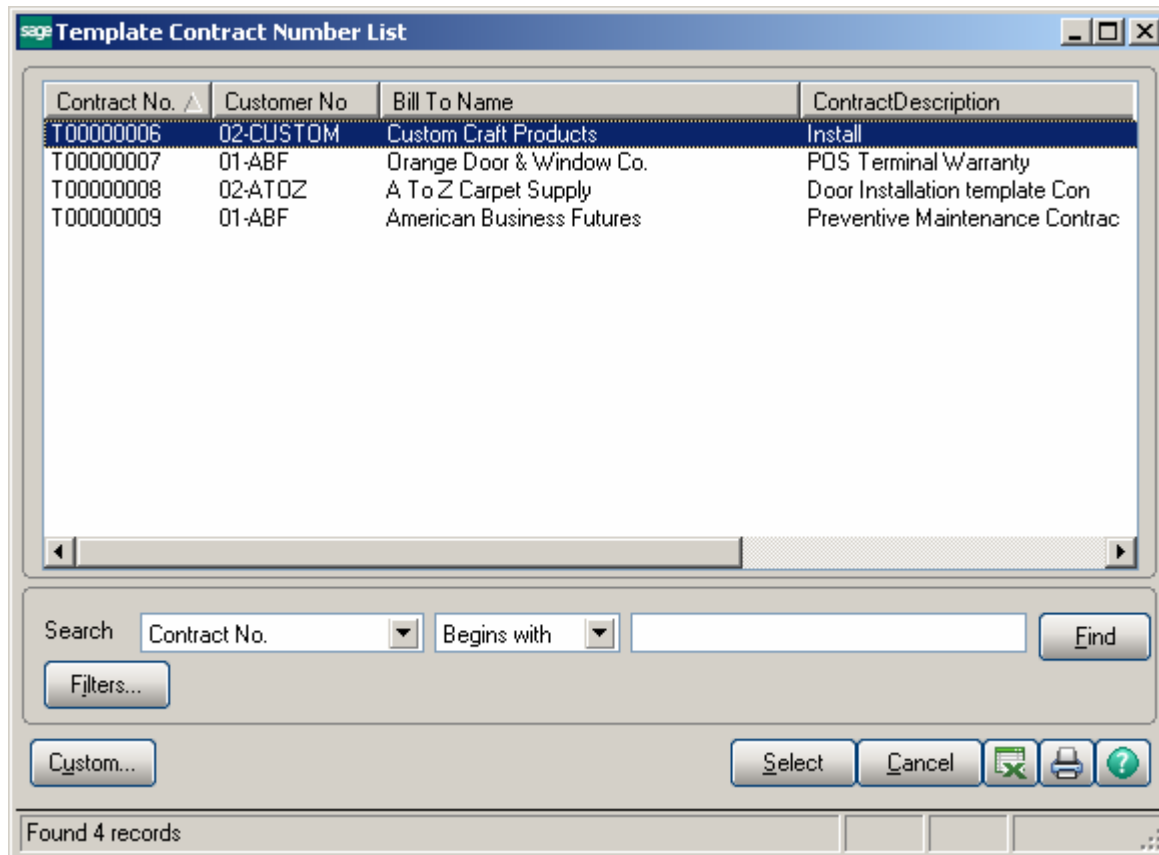 sage Template Contract Number List
Contract No. Customer No Bill To Name ContractDescription
T00000006 02-CUSTOM Custom Craft Products Install
T00000007 01-ABF Orange Door & Window Co. POS Terminal Warranty
T00000008 02-ATOZ A To Z Carpet Supply Door Installation template Con
T00000009 01-ABF American Business Futures Preventive Maintenance Contrac
Search Contract No. Begins with Find
Filters...
Custom... Select Cancel ?
Found 4 records